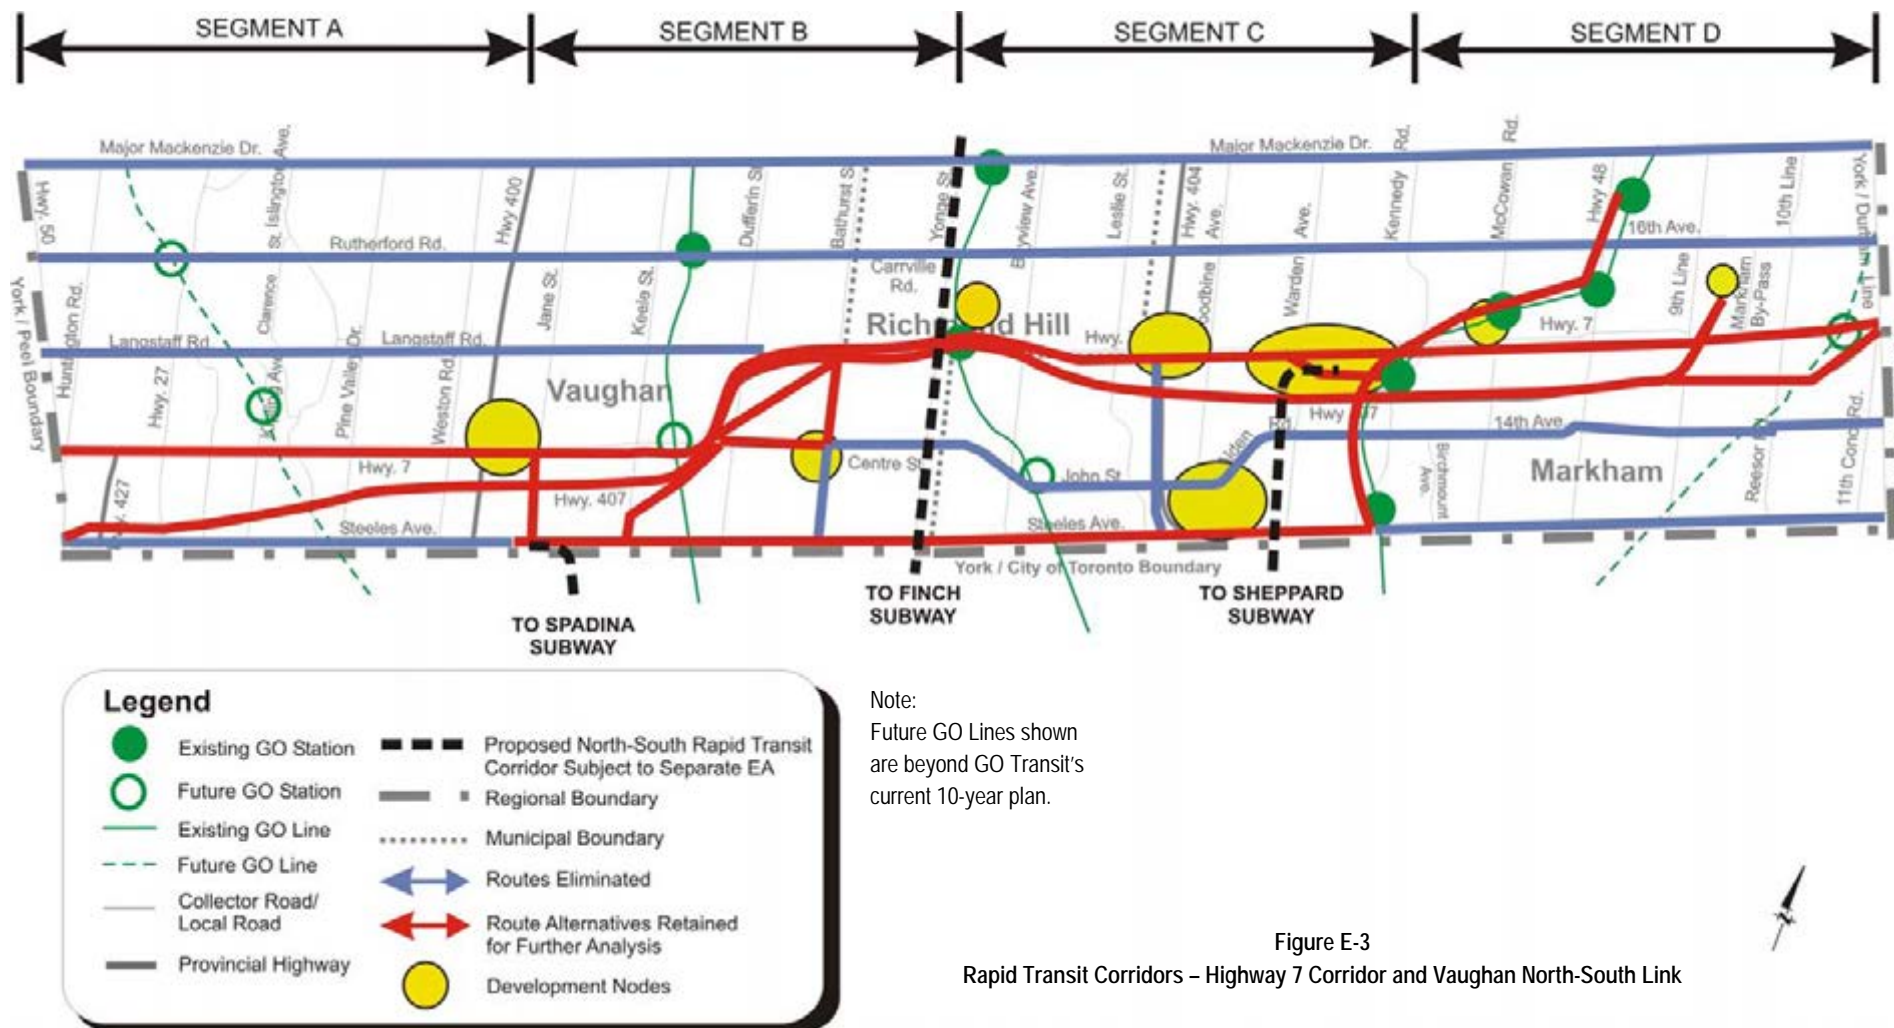 SEGMENT A
SEGMENT B
SEGMENT C
SEGMENT D
Major Mackenzie Dr.
Major Mackenzie Dr.
Hwy. 50
Islington Ave.
Hwy 400
Dufferin St
Bathurst S
Yonge St.
Leslie St.
Hwy. 404
Ave.
Warden
Ave.
Kennedy
Rd.
McCowan
Rd.
Hwy 48
10th Line
Rutherford Rd.
Carrville
Rd.
16th Ave.
York / Peel Boundary
Clarence
St.
Jane St.
Keele St.
9th Line
Markham
By-Pass
Langstaff Rd.
Langstaff Rd.
Richmond Hill
Hwy.
Hwy. 7
Hwy. 27
Pine Valley Dr.
Weston Rd.
Vaughan
Hwy. 7
Centre St
John St
Rd.
14th Ave.
Birchmount
Ave.
Markham
11th Conc Rd.
Hwy. 407
Steeles Ave.
Steeles Ave.
York / City of Toronto Boundary
TO SPADINA
SUBWAY
TO FINCH
SUBWAY
TO SHEPPARD
SUBWAY
Legend
Existing GO Station
Future GO Station
Existing GO Line
Future GO Line
Collector Road/
Local Road
Provincial Highway
Proposed North-South Rapid Transit
Corridor Subject to Separate EA
Regional Boundary
Municipal Boundary
Routes Eliminated
Route Alternatives Retained
for Further Analysis
Development Nodes
Note:
Future GO Lines shown
are beyond GO Transit's
current 10-year plan.
N
Figure E-3
Rapid Transit Corridors – Highway 7 Corridor and Vaughan North-South Link